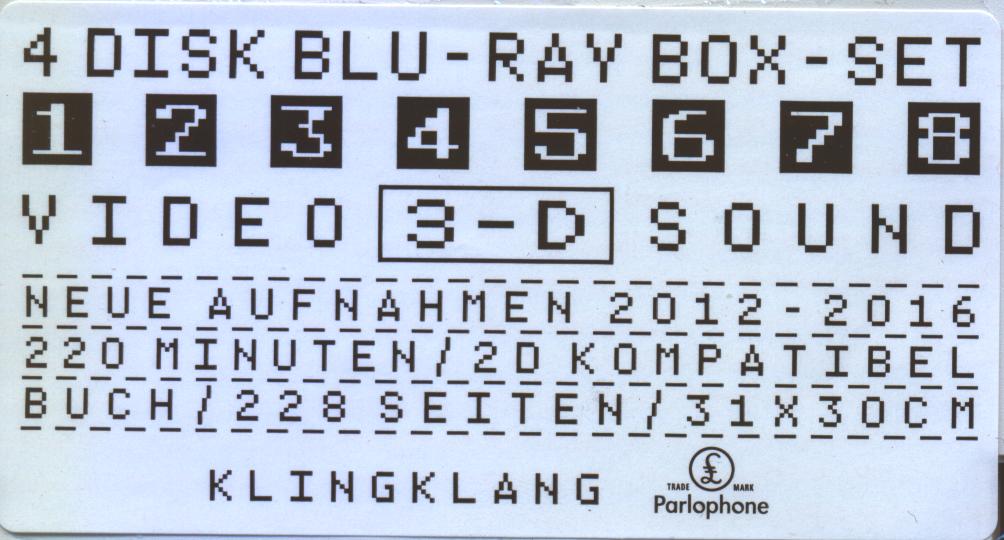 4 DISK BLU-RAY BOX-SET
1 2 3 4 5 6 7 8
VIDEO 3-D SOUND
NEUE AUFNAHMEN 2012-2016
220 MINUTEN/2D KOMPATIBEL
BUCH/228 SEITEN/31X30CM
KLINGKLANG
£
TRADE MARK
Parlophone